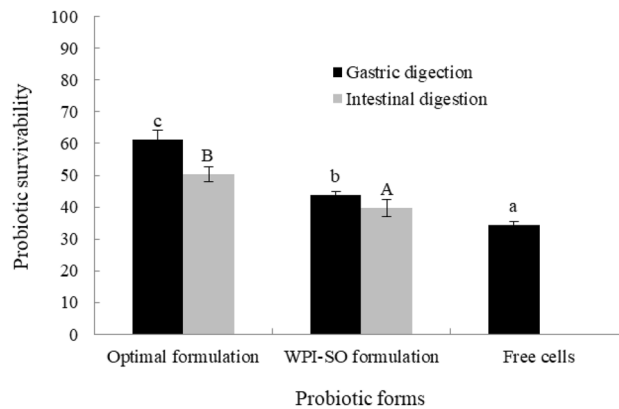 100
90
80
70
60
50
40
30
20
10
0
Probiotic survivability
Gastric digection
Intestinal digestion
c
B
b
A
a
Optimal formulation
WPI-SO formulation
Free cells
Probiotic forms